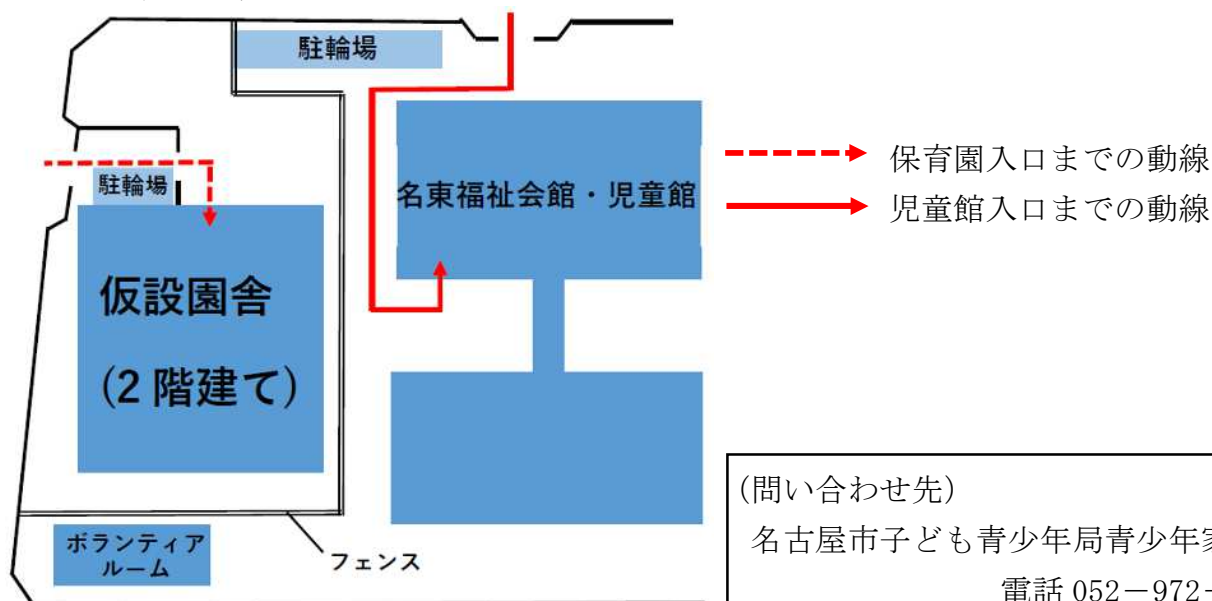 駐輪場
駐輪場
名東福祉会館・児童館
保育園入口までの動線
児童館入口までの動線
仮設園舎
(2階建て)
ボランティア
ルーム
フェンス
(問い合わせ先)
名古屋市子ども青少年局青少年家
電話 052－972－